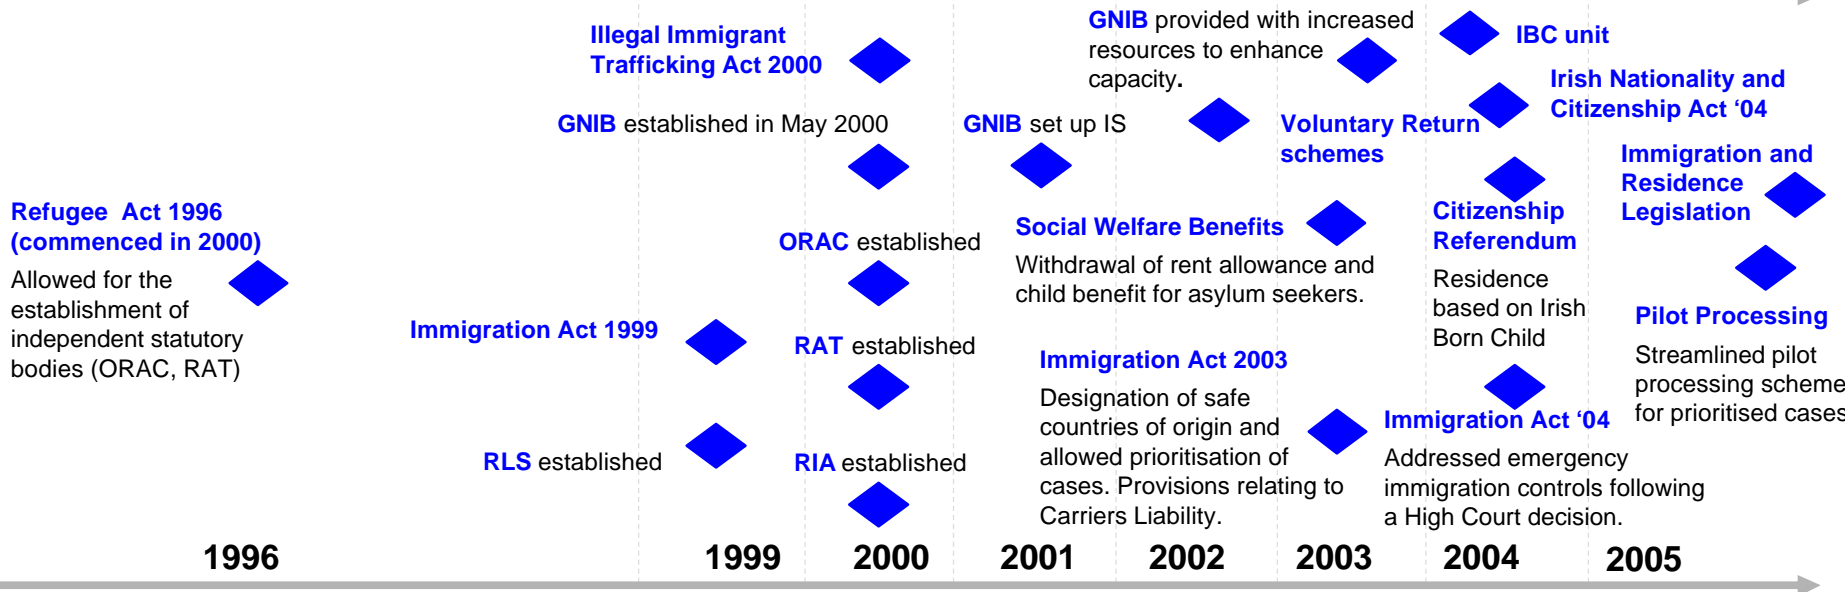 Illegal Immigrant
Trafficking Act 2000
GNIB established in May 2000
Refugee  Act 1996
(commenced in 2000)
Allowed for the
establishment of
independent statutory
bodies (ORAC, RAT)
Immigration Act 1999
RLS established
ORAC established
RAT established
RIA established
GNIB set up IS
GNIB provided with increased
resources to enhance
capacity.
Voluntary Return
schemes
Social Welfare Benefits
Withdrawal of rent allowance and
child benefit for asylum seekers.
Immigration Act 2003
Designation of safe
countries of origin and
allowed prioritisation of
cases. Provisions relating to
Carriers Liability.
IBC unit
Irish Nationality and
Citizenship Act ‘04
Citizenship
Referendum
Residence
based on Irish
Born Child
Immigration Act ‘04
Addressed emergency
immigration controls following
a High Court decision.
Immigration and
Residence
Legislation
Pilot Processing
Streamlined pilot
processing scheme
for prioritised cases
1996 1999 2000 2001 2002 2003 2004 2005